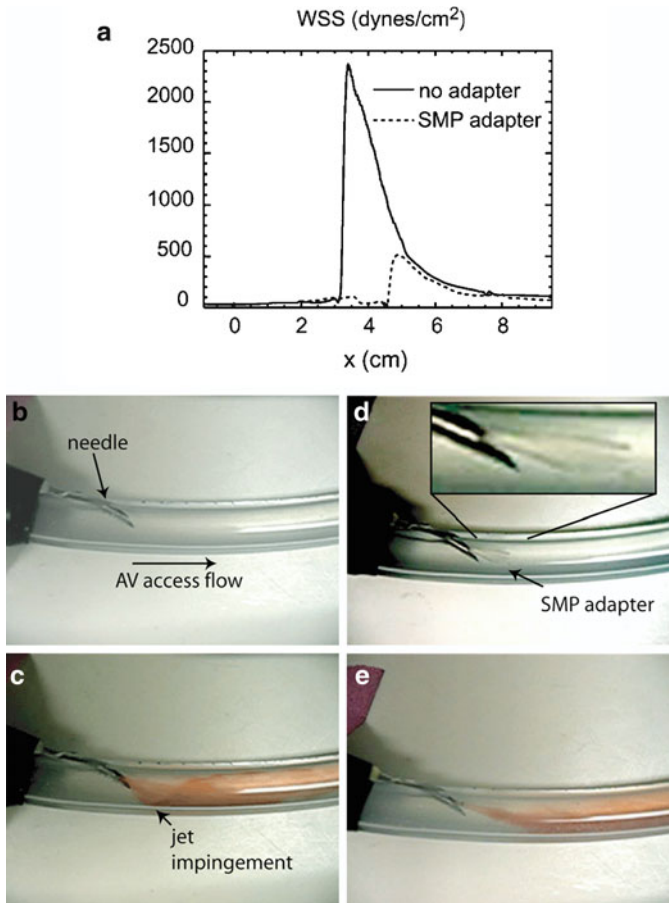 a
WSS (dynes/cm²)
2500
2000
1500
1000
500
0
no adapter
SMP adapter
0 2 4 6 8
x (cm)
b
needle
AV access flow
d
SMP adapter
c
jet
impingement
e